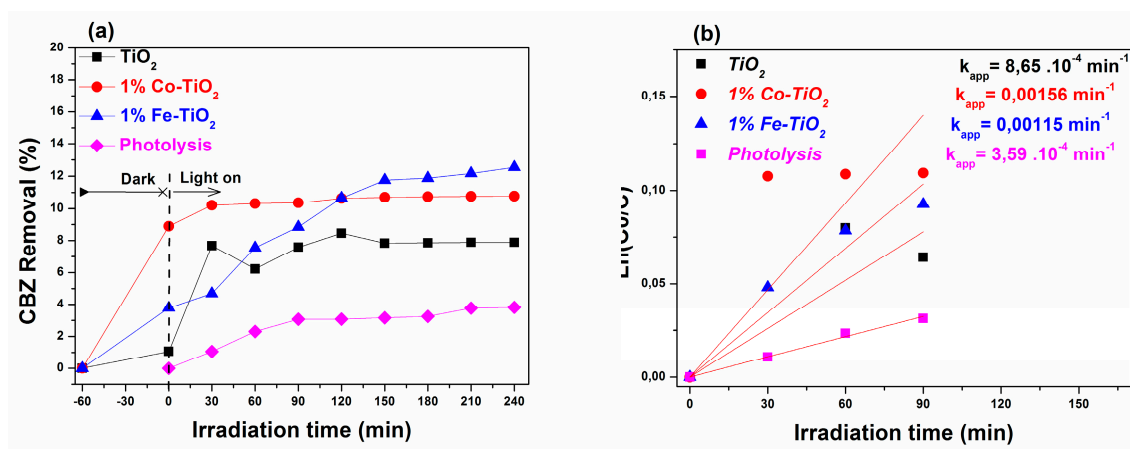 (a)
20
18
16
14
12
10
8
6
4
2
0
CBZ Removal (%)
TiO₂
1% Co-TiO₂
1% Fe-TiO₂
Photolysis
Dark
Light on
-60 -30 0 30 60 90 120 150 180 210 240
Irradiation time (min)
(b)
0,15
0,10
0,05
0,00
TiO₂
1% Co-TiO₂
1% Fe-TiO₂
Photolysis
k_app = 8,65 .10⁻⁴ min⁻¹
k_app = 0,00156 min⁻¹
k_app = 0,00115 min⁻¹
k_app = 3,59 .10⁻⁴ min⁻¹
0 30 60 90 120 150
Irradiation time (min)